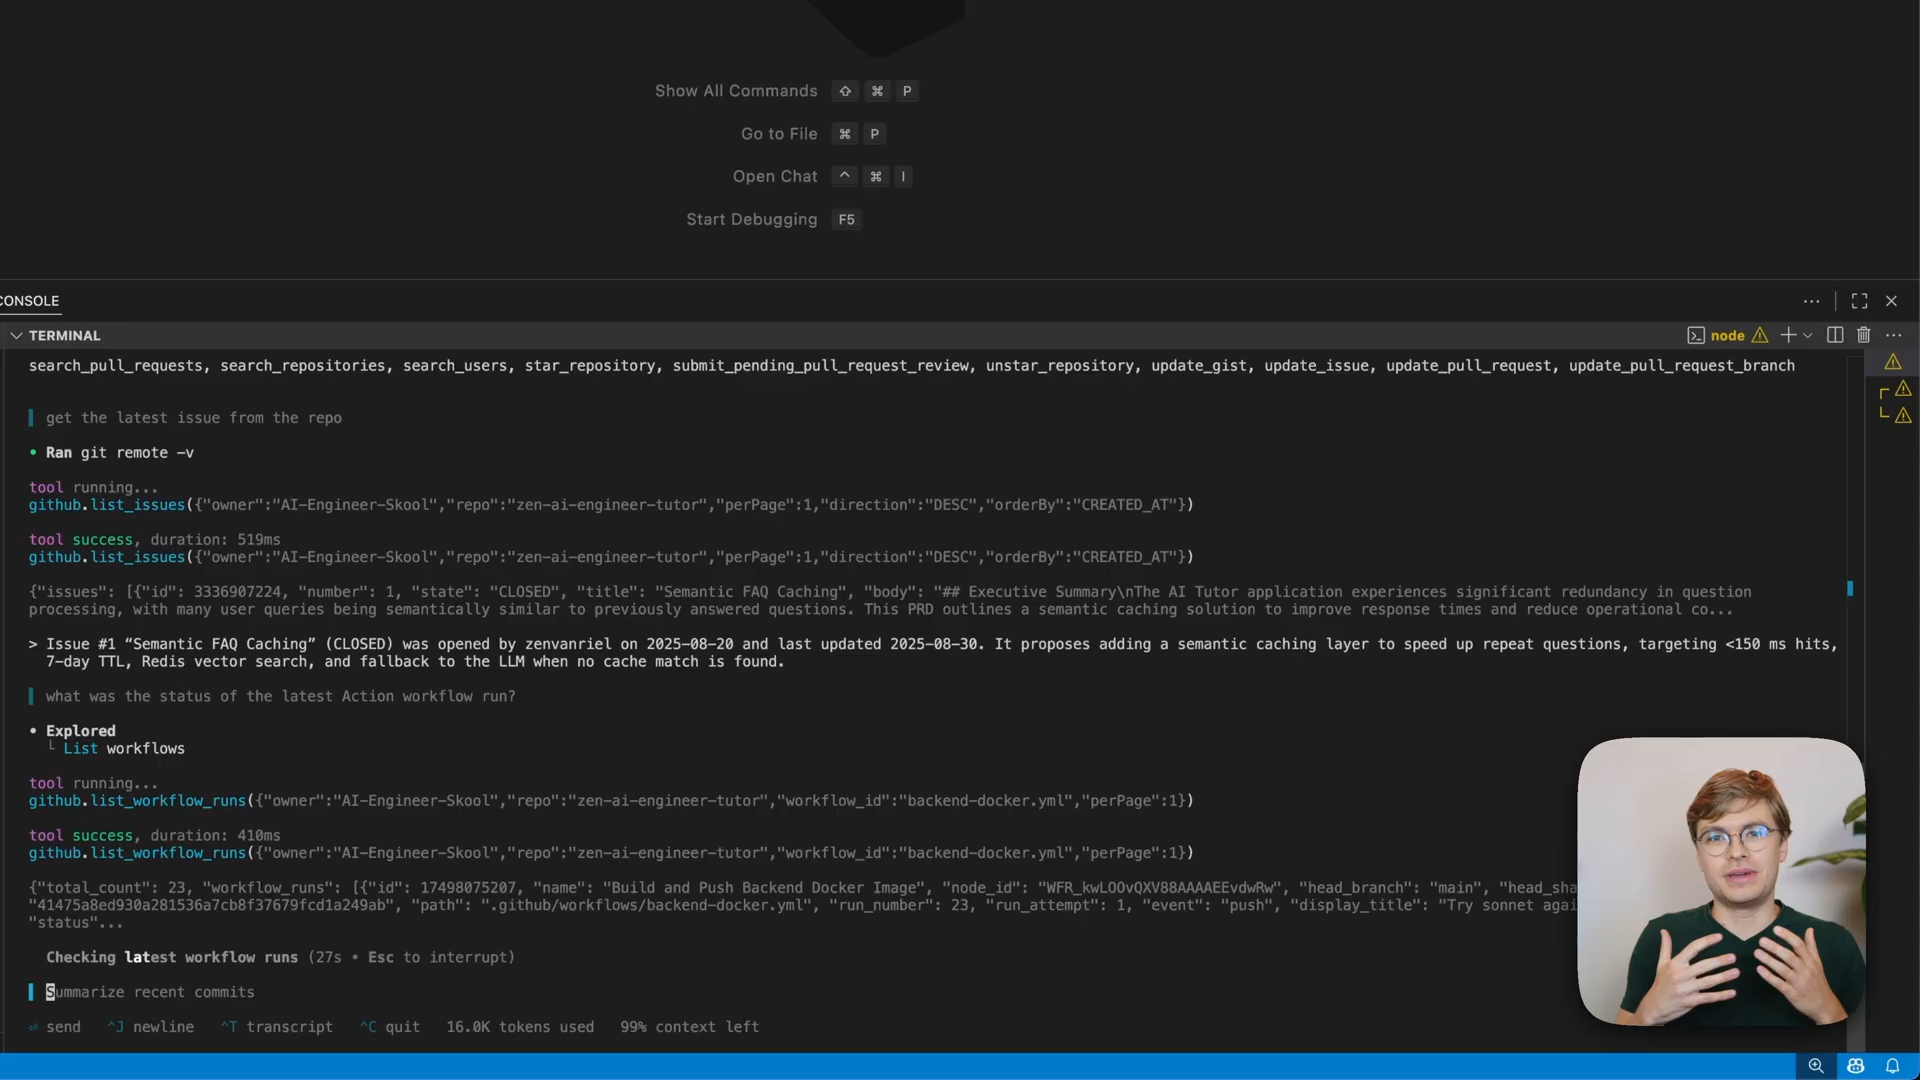 Show All Commands ⇧ ⌘ P
Go to File ⌘ P
Open Chat ^ ⌘ I
Start Debugging F5
CONSOLE
TERMINAL
node
search_pull_requests, search_repositories, search_users, star_repository, submit_pending_pull_request_review, unstar_repository, update_gist, update_issue, update_pull_request, update_pull_request_branch
get the latest issue from the repo
• Ran git remote -v
tool running...
github.list_issues({"owner":"AI-Engineer-Skool","repo":"zen-ai-engineer-tutor","perPage":1,"direction":"DESC","orderBy":"CREATED_AT"})
tool success, duration: 519ms
github.list_issues({"owner":"AI-Engineer-Skool","repo":"zen-ai-engineer-tutor","perPage":1,"direction":"DESC","orderBy":"CREATED_AT"})
{"issues": [{"id": 3336907224, "number": 1, "state": "CLOSED", "title": "Semantic FAQ Caching", "body": "## Executive Summary\nThe AI Tutor application experiences significant redundancy in question
processing, with many user queries being semantically similar to previously answered questions. This PRD outlines a semantic caching solution to improve response times and reduce operational co...
> Issue #1 “Semantic FAQ Caching” (CLOSED) was opened by zenvanriel on 2025-08-20 and last updated 2025-08-30. It proposes adding a semantic caching layer to speed up repeat questions, targeting <150 ms hits,
7-day TTL, Redis vector search, and fallback to the LLM when no cache match is found.
what was the status of the latest Action workflow run?
• Explored
└ List workflows
tool running...
github.list_workflow_runs({"owner":"AI-Engineer-Skool","repo":"zen-ai-engineer-tutor","workflow_id":"backend-docker.yml","perPage":1})
tool success, duration: 410ms
github.list_workflow_runs({"owner":"AI-Engineer-Skool","repo":"zen-ai-engineer-tutor","workflow_id":"backend-docker.yml","perPage":1})
{"total_count": 23, "workflow_runs": [{"id": 17498075207, "name": "Build and Push Backend Docker Image", "node_id": "WFR_kwLOOvQXV88AAAAEEvdwRw", "head_branch": "main", "head_sha
"41475a8ed930a281536a7cb8f37679fcd1a249ab", "path": ".github/workflows/backend-docker.yml", "run_number": 23, "run_attempt": 1, "event": "push", "display_title": "Try sonnet agai
"status"...
Checking latest workflow runs (27s • Esc to interrupt)
Summarize recent commits
⏎ send ^J newline ^T transcript ^C quit 16.0K tokens used 99% context left